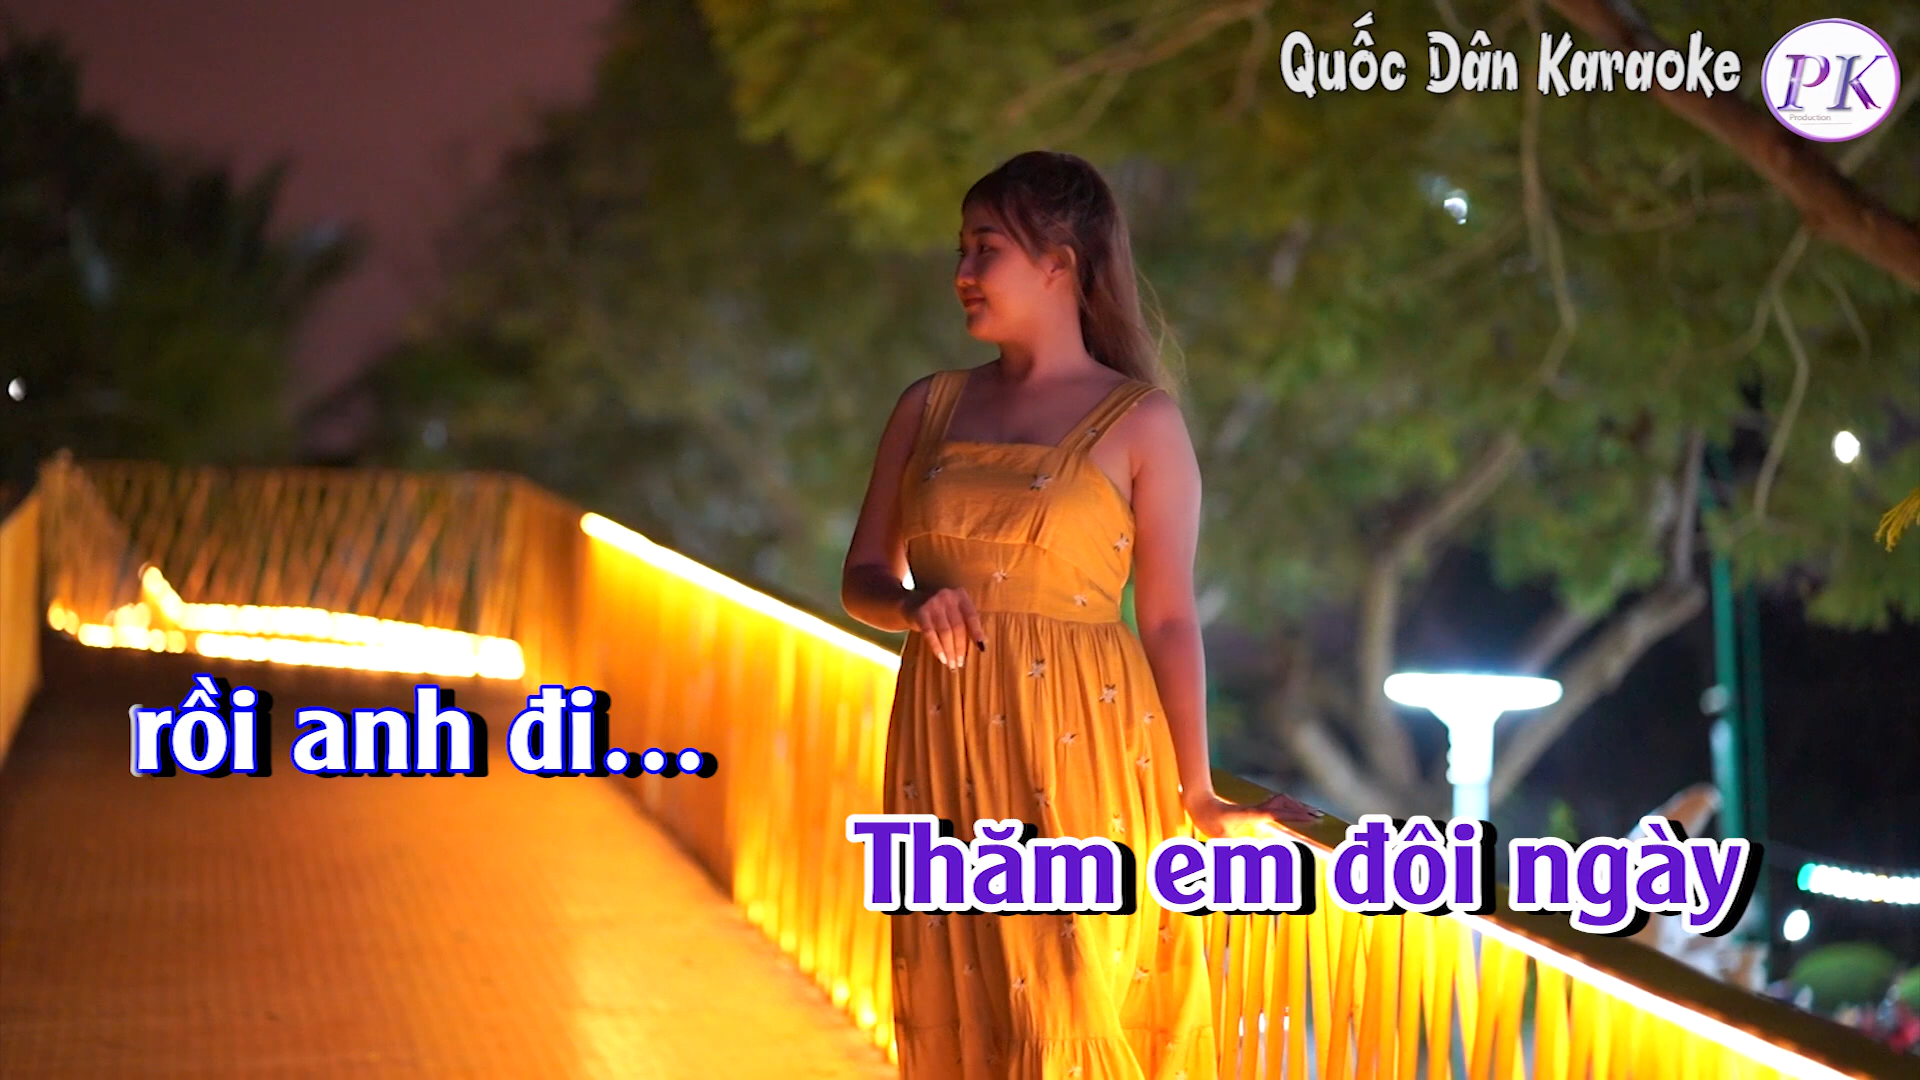 Quốc Dân Karaoke
PK
Production
rồi anh đi...
Thăm em đôi ngày